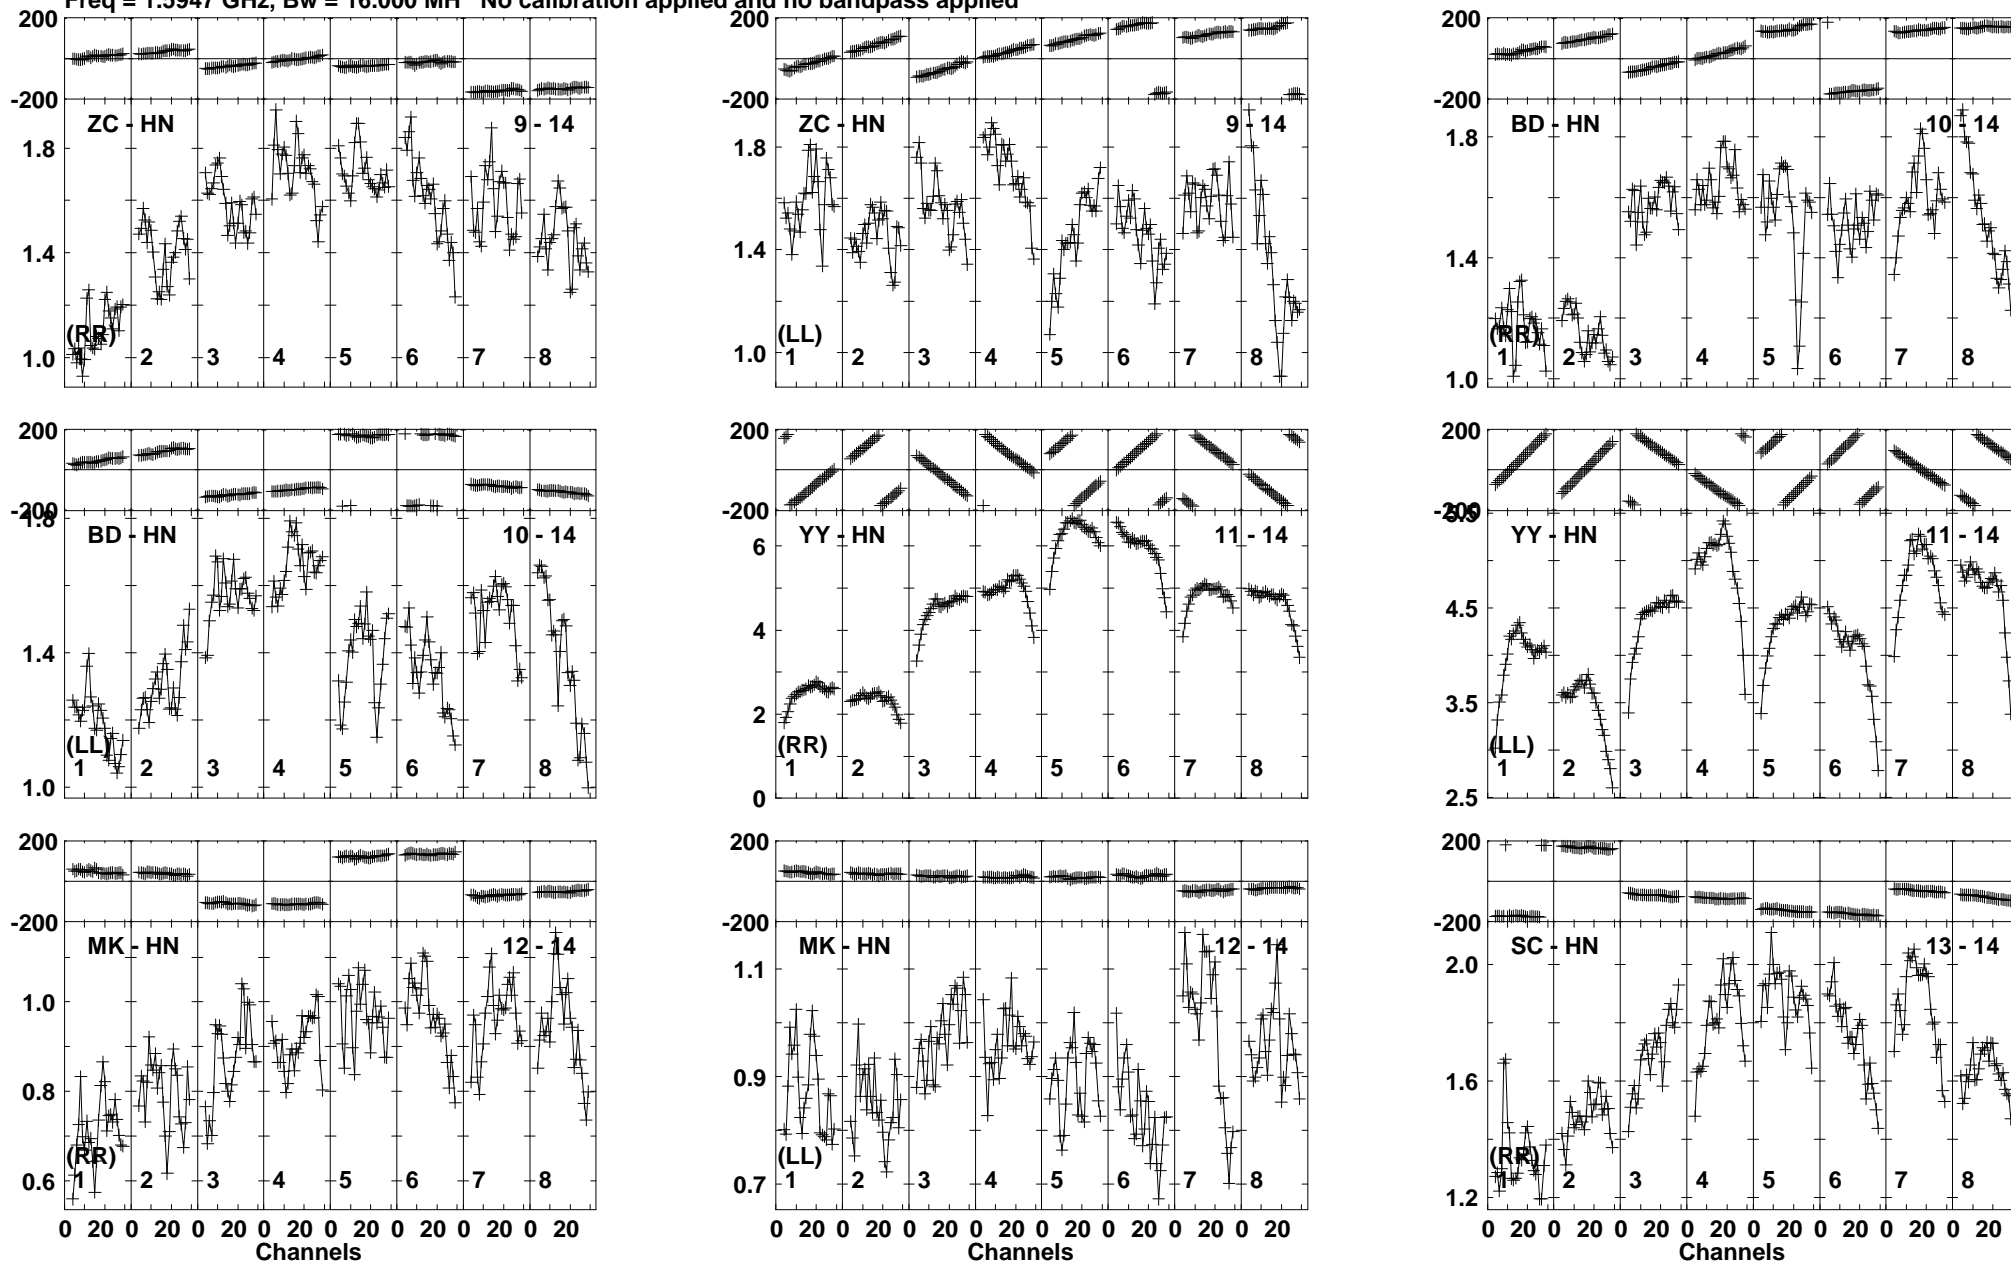 Freq = 1.5947 GHz, Bw = 16.000 MH No calibration applied and no bandpass applied
200 200 200
-200 -200 -200
ZC - HN 9 - 14 ZC - HN 9 - 14 BD - HN 10 - 14
1.8 1.8 1.8
1.4 1.4 1.4
1.0 1.0 1.0
(RR) (LL) (RR)
1 2 3 4 5 6 7 8 1 2 3 4 5 6 7 8 1 2 3 4 5 6 7 8
200 200 200
-200 -200 -200
1.8 5.5
BD - HN 10 - 14 YY - HN 11 - 14 YY - HN 11 - 14
1.4 6 4.5
1.0 4 3.5
2 2.5
0
(LL) (RR) (LL)
1 2 3 4 5 6 7 8 1 2 3 4 5 6 7 8 1 2 3 4 5 6 7 8
200 200 200
-200 -200 -200
MK - HN 12 - 14 MK - HN 12 - 14 SC - HN 13 - 14
1.0 1.1 2.0
0.8 0.9 1.6
0.6 0.7 1.2
(RR) (LL) (RR)
1 2 3 4 5 6 7 8 1 2 3 4 5 6 7 8 1 2 3 4 5 6 7 8
0 20 0 20 0 20 0 20 0 20 0 20 0 20 0 20 0 20 0 20 0 20 0 20 0 20 0 20 0 20 0 20 0 20 0 20 0 20 0 20 0 20 0 20 0 20 0 20
Channels Channels Channels